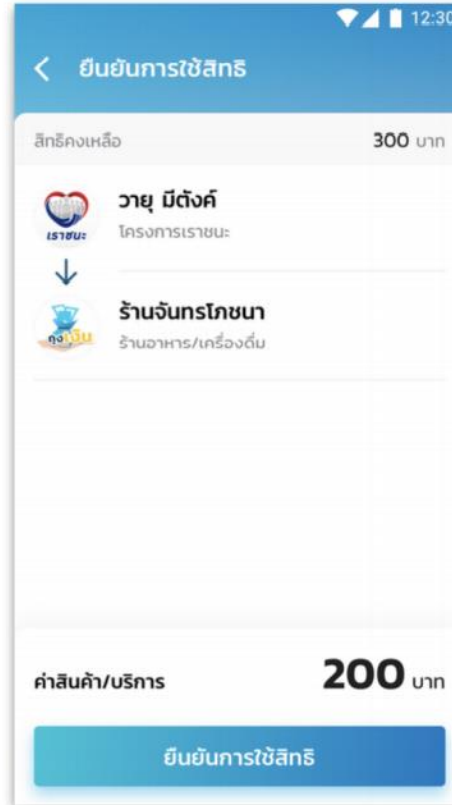 12:30
ยืนยันการใช้สิทธิ
สิทธิคงเหลือ 300 บาท
เราชนะ
วายุ มีตังค์
โครงการเราชนะ
ถุงเงิน
ร้านจันทรโภชนา
ร้านอาหาร/เครื่องดื่ม
ค่าสินค้า/บริการ 200 บาท
ยืนยันการใช้สิทธิ